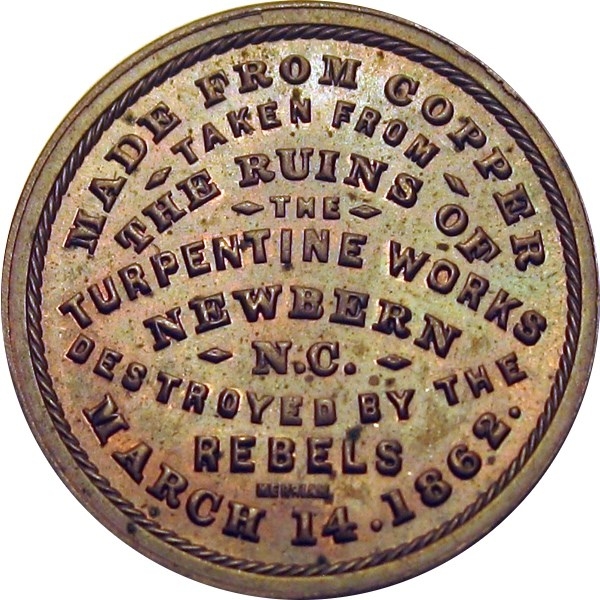 MADE FROM COPPER
TAKEN FROM
THE RUINS OF
THE
TURPENTINE WORKS
NEWBERN
N.C.
DESTROYED BY THE
REBELS
MERRIAM
MARCH 14. 1862.